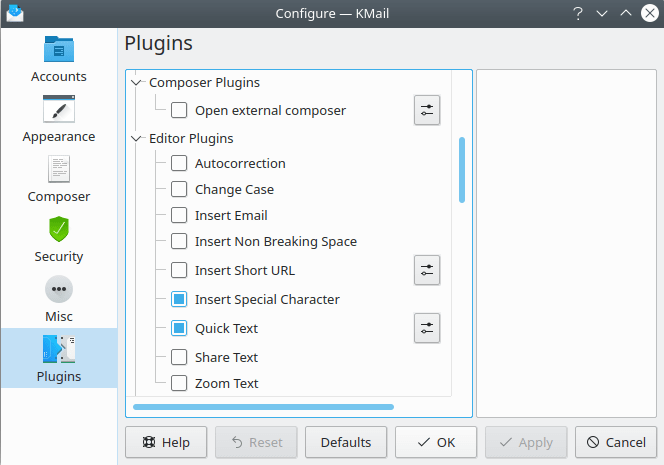 Configure — KMail
Plugins
Accounts
Appearance
Composer
Security
Misc
Plugins
Composer Plugins
Open external composer
Editor Plugins
Autocorrection
Change Case
Insert Email
Insert Non Breaking Space
Insert Short URL
Insert Special Character
Quick Text
Share Text
Zoom Text
Help
Reset
Defaults
OK
Apply
Cancel